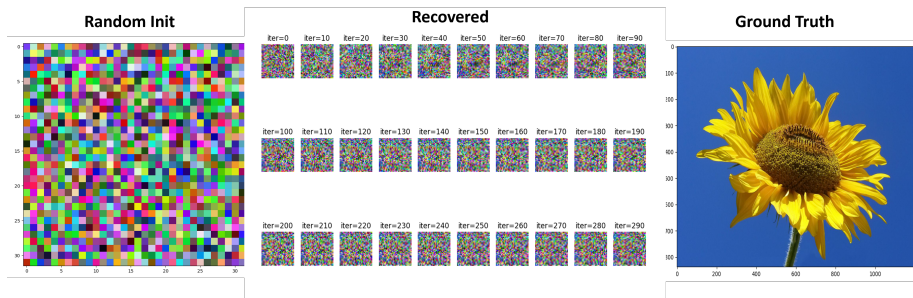 Random Init
Recovered
Ground Truth
iter=0 iter=10 iter=20 iter=30 iter=40 iter=50 iter=60 iter=70 iter=80 iter=90
iter=100 iter=110 iter=120 iter=130 iter=140 iter=150 iter=160 iter=170 iter=180 iter=190
iter=200 iter=210 iter=220 iter=230 iter=240 iter=250 iter=260 iter=270 iter=280 iter=290
0
5
10
15
20
25
30
0 5 10 15 20 25 30
0
100
200
300
400
500
600
700
800
0 200 400 600 800 1000